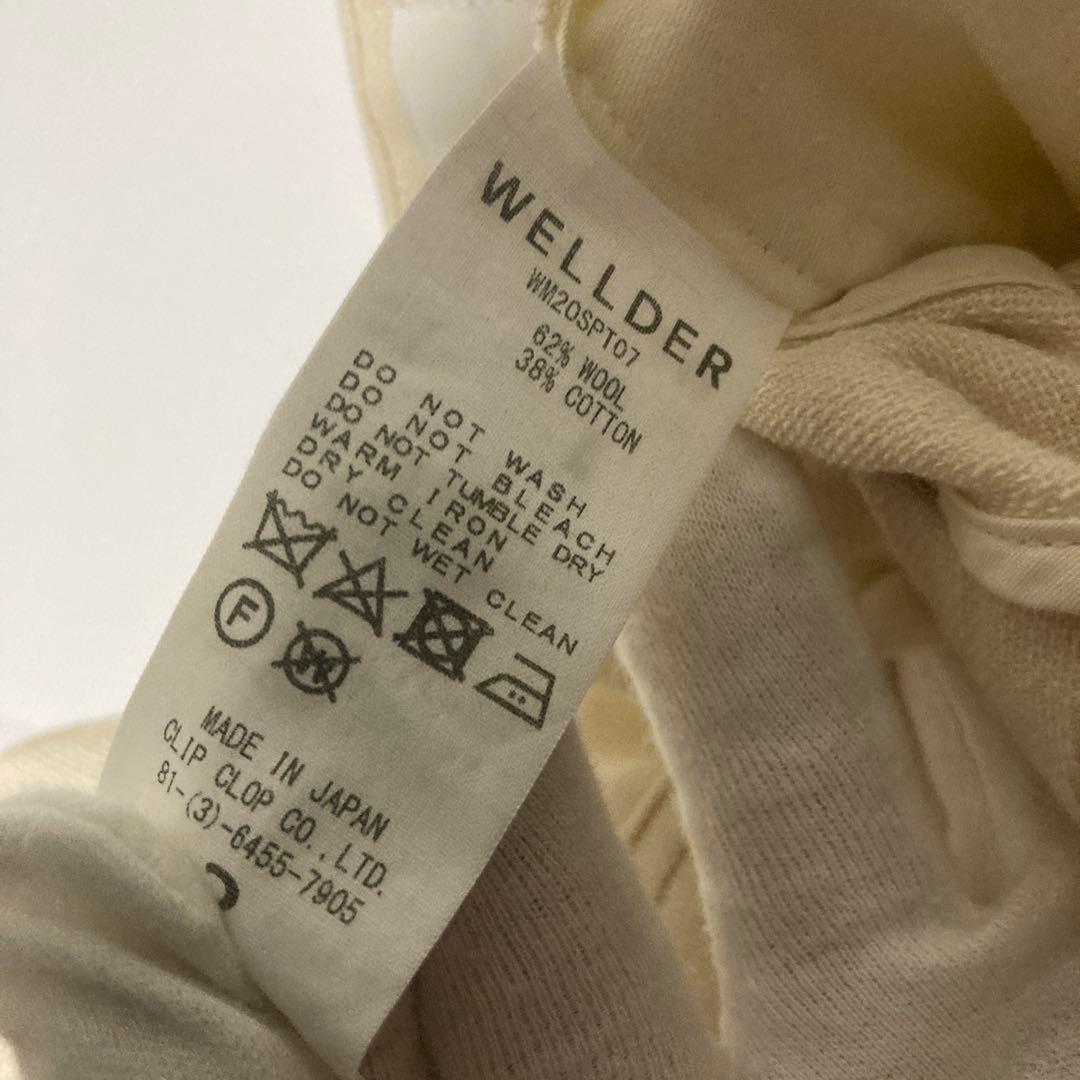 WELLDER
WM20SPT07
62% WOOL
38% COTTON
DO NOT WASH
DO NOT BLEACH
DO NOT TUMBLE DRY
WARM IRON
DRY CLEAN
DO NOT WET CLEAN
F
MADE IN JAPAN
CLIP CLOP CO., LTD.
81-(3)-6455-7905